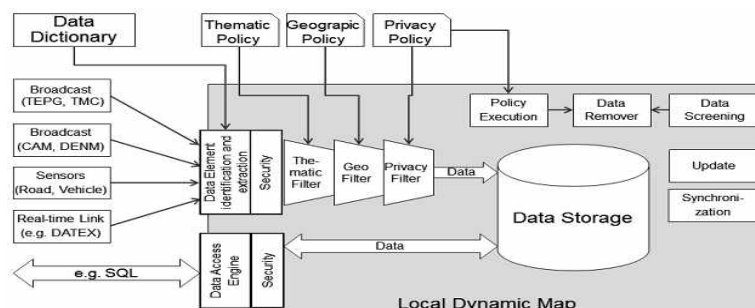 Data
Dictionary
Thematic
Policy
Geograpic
Policy
Privacy
Policy
Broadcast
(TEPG, TMC)
Broadcast
(CAM, DENM)
Sensors
(Road, Vehicle)
Real-time Link
(e.g. DATEX)
Data Element
identification and
extraction
Security
The-
matic
Filter
Geo
Filter
Privacy
Filter
Data
Policy
Execution
Data
Remover
Data
Screening
Update
Synchroni-
zation
Data Storage
e.g. SQL
Data Access
Engine
Security
Data
Local Dynamic Map